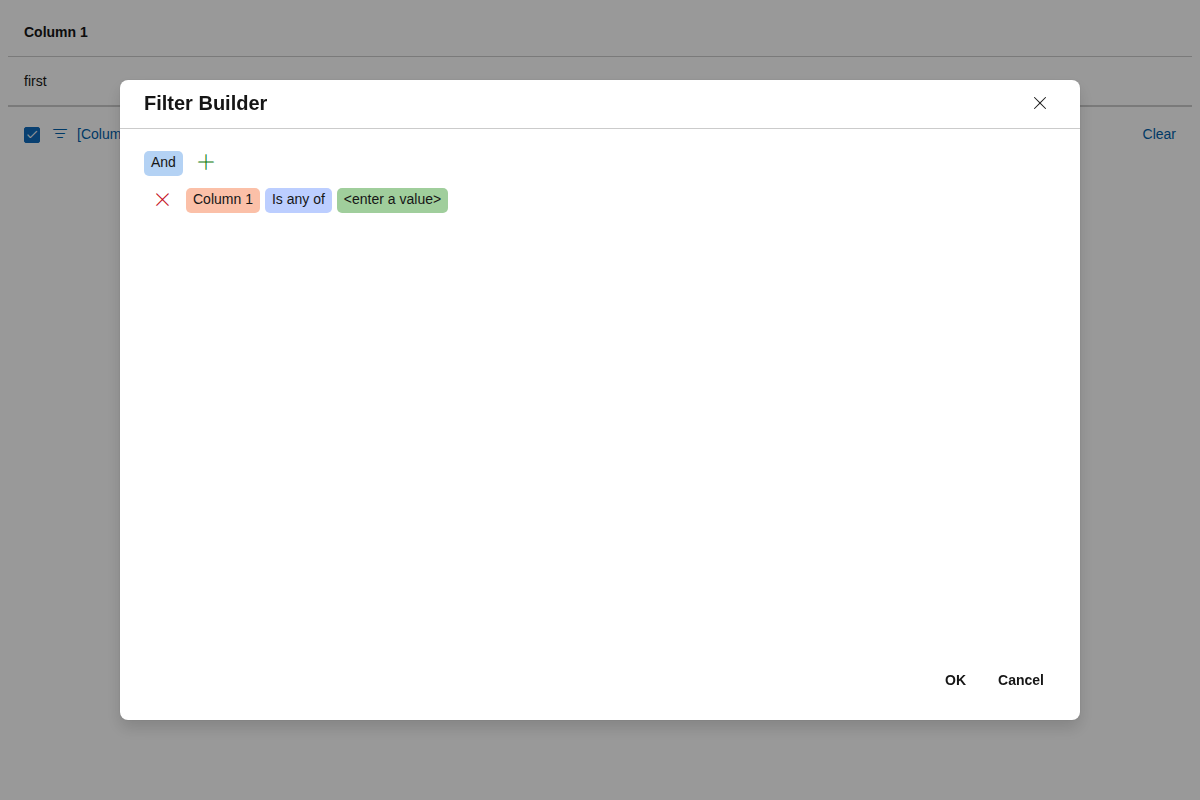 Column 1
first
Filter Builder
[Colum
Clear
And
Column 1 Is any of <enter a value>
OK Cancel